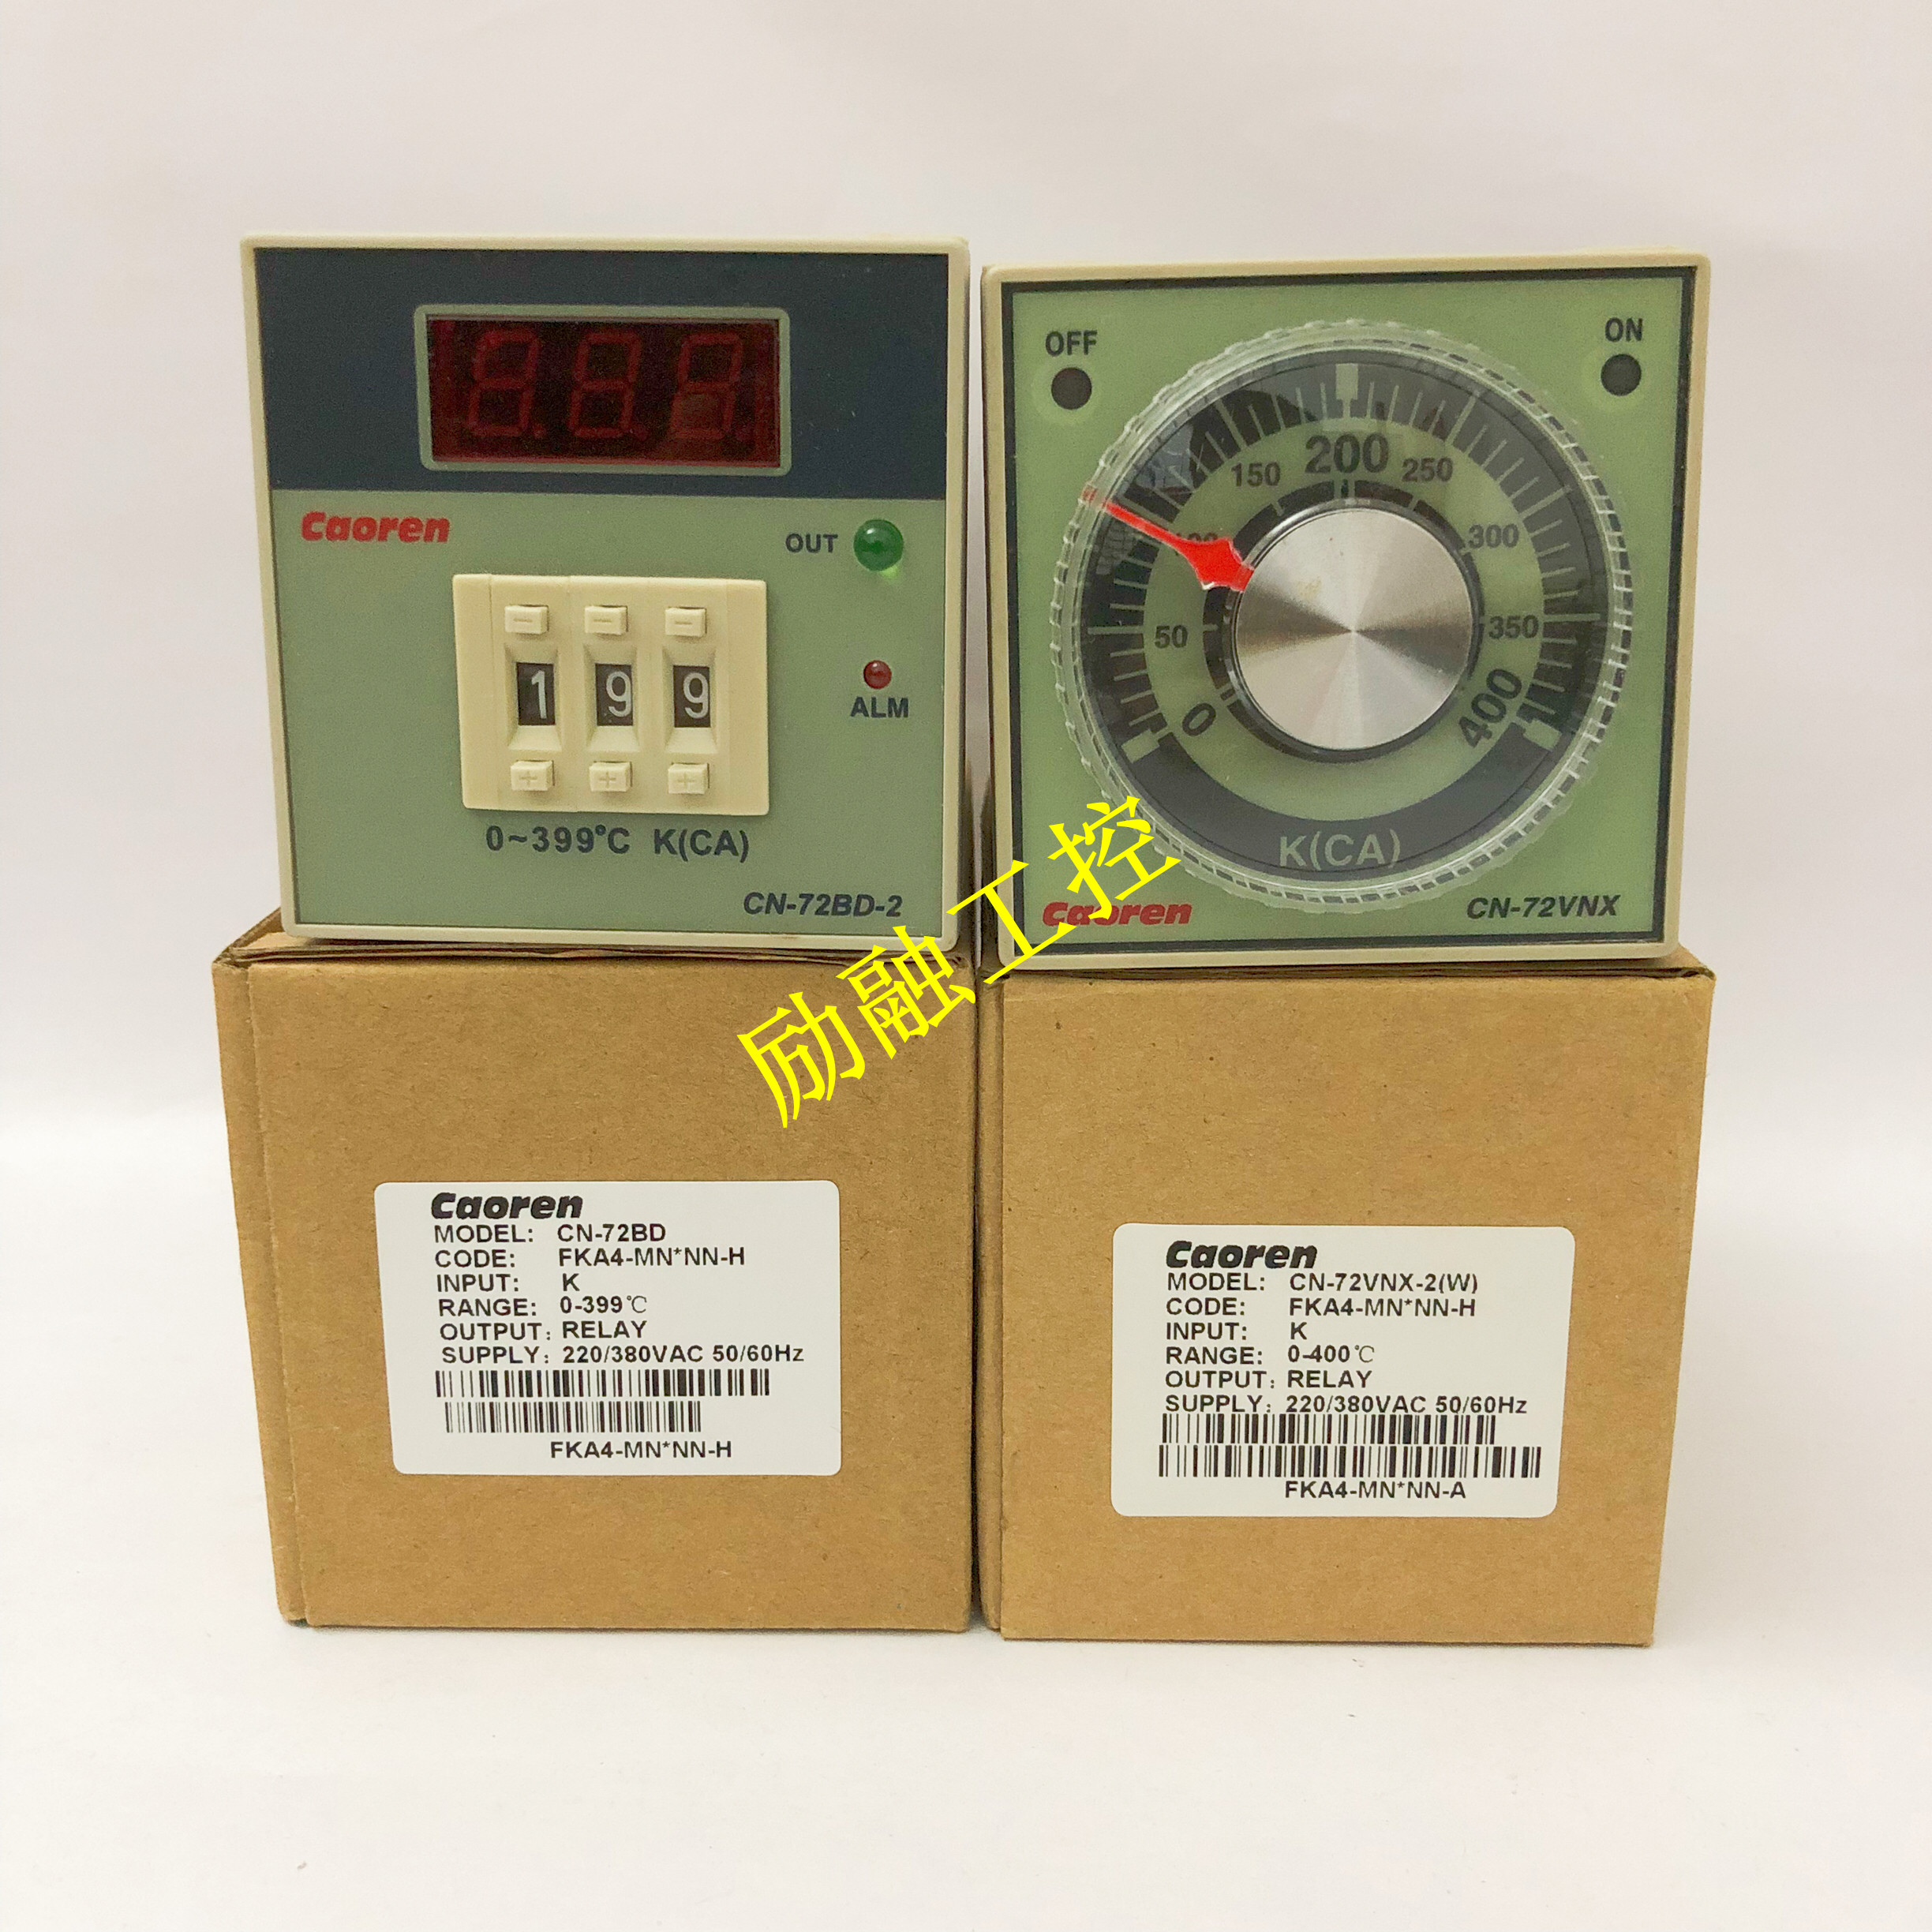 Caoren
OUT
1 9 9
ALM
0~399°C K(CA)
CN-72BD-2
OFF
ON
0
50
150
200
250
300
350
400
K(CA)
Caoren
CN-72VNX
励融工控
Caoren
MODEL: CN-72BD
CODE: FKA4-MN*NN-H
INPUT: K
RANGE: 0-399℃
OUTPUT: RELAY
SUPPLY: 220/380VAC 50/60Hz
FKA4-MN*NN-H
Caoren
MODEL: CN-72VNX-2(W)
CODE: FKA4-MN*NN-H
INPUT: K
RANGE: 0-400℃
OUTPUT: RELAY
SUPPLY: 220/380VAC 50/60Hz
FKA4-MN*NN-A